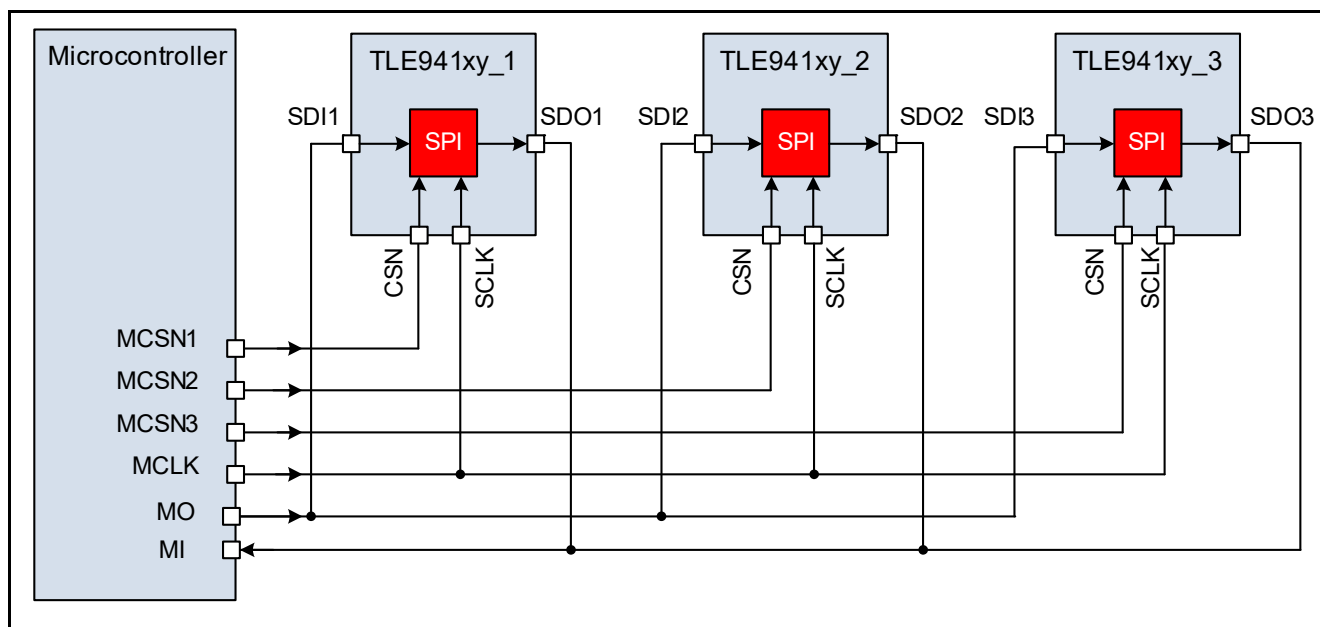 Microcontroller
TLE941xy_1
TLE941xy_2
TLE941xy_3
SDI1
SPI
SDO1
SDI2
SPI
SDO2
SDI3
SPI
SDO3
CSN
SCLK
CSN
SCLK
CSN
SCLK
MCSN1
MCSN2
MCSN3
MCLK
MO
MI